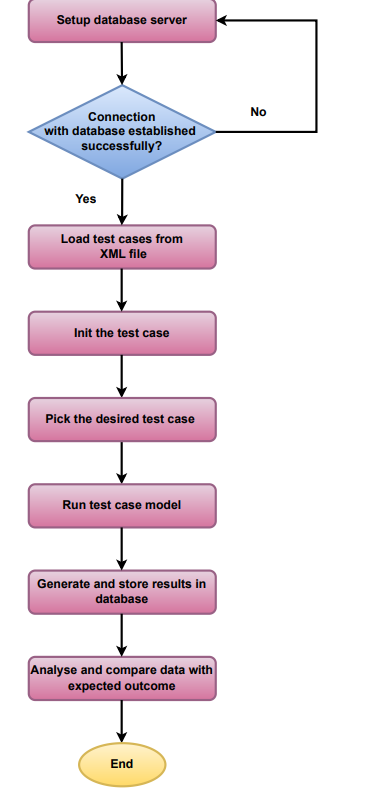 Setup database server
Connection
with database established
successfully?
No
Yes
Load test cases from
XML file
Init the test case
Pick the desired test case
Run test case model
Generate and store results in
database
Analyse and compare data with
expected outcome
End